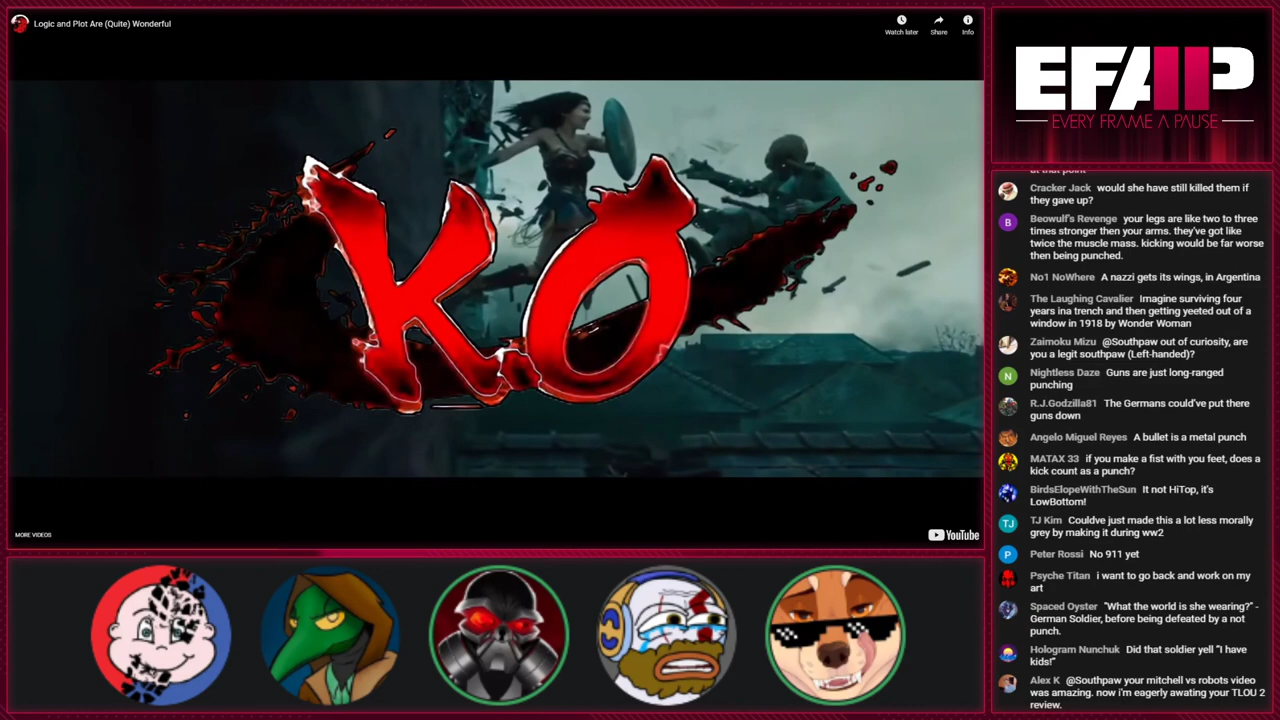 Logic and Plot Are (Quite) Wonderful
Watch later
Share
Info
K.O
MORE VIDEOS
YouTube
EFAP
EVERY FRAME A PAUSE
at that point
Cracker Jack would she have still killed them if
they gave up?
B
Beowulf's Revenge your legs are like two to three
times stronger then your arms. they've got like
twice the muscle mass. kicking would be far worse
then being punched.
No1 NoWhere A nazzi gets its wings, in Argentina
The Laughing Cavalier Imagine surviving four
years ina trench and then getting yeeted out of a
window in 1918 by Wonder Woman
Zaimoku Mizu @Southpaw out of curiosity, are
you a legit southpaw (Left-handed)?
N
Nightless Daze Guns are just long-ranged
punching
R.J.Godzilla81 The Germans could've put there
guns down
Angelo Miguel Reyes A bullet is a metal punch
MATAX 33 if you make a fist with you feet, does a
kick count as a punch?
BirdsElopeWithTheSun It not HiTop, it's
LowBottom!
TJ
TJ Kim Couldve just made this a lot less morally
grey by making it during ww2
P
Peter Rossi No 911 yet
Psyche Titan i want to go back and work on my
art
Spaced Oyster "What the world is she wearing?" -
German Soldier, before being defeated by a not
punch.
Hologram Nunchuk Did that soldier yell "I have
kids!"
Alex K @Southpaw your mitchell vs robots video
was amazing. now i'm eagerly awating your TLOU 2
review.